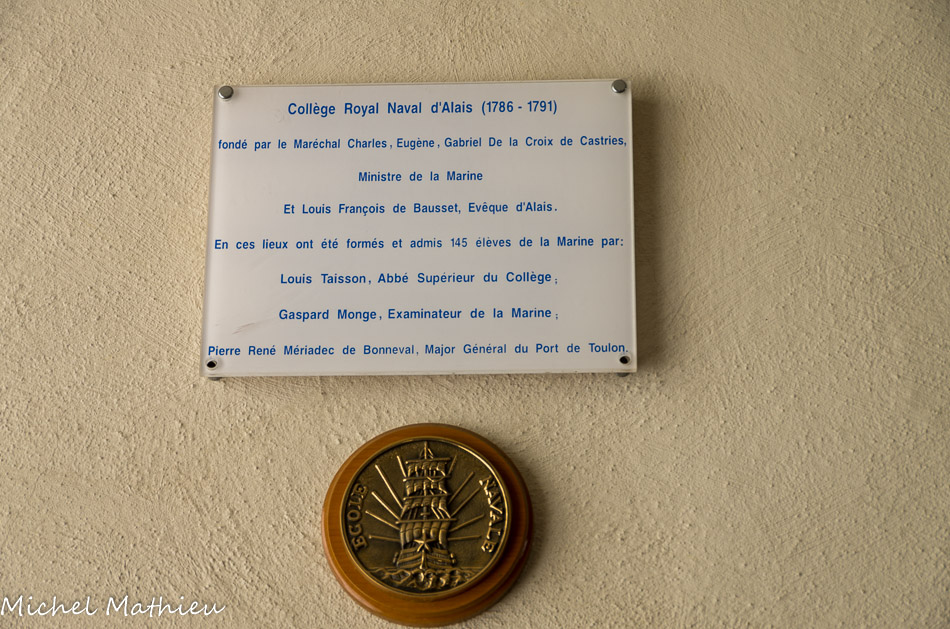 Collège Royal Naval d'Alais (1786 - 1791)
fondé par le Maréchal Charles, Eugène, Gabriel De la Croix de Castries,
Ministre de la Marine
Et Louis François de Bausset, Evêque d'Alais.
En ces lieux ont été formés et admis 145 élèves de la Marine par:
Louis Taisson, Abbé Supérieur du Collège;
Gaspard Monge, Examinateur de la Marine;
Pierre René Mériadec de Bonneval, Major Général du Port de Toulon.
ECOLE NAVALE
Michel Mathieu